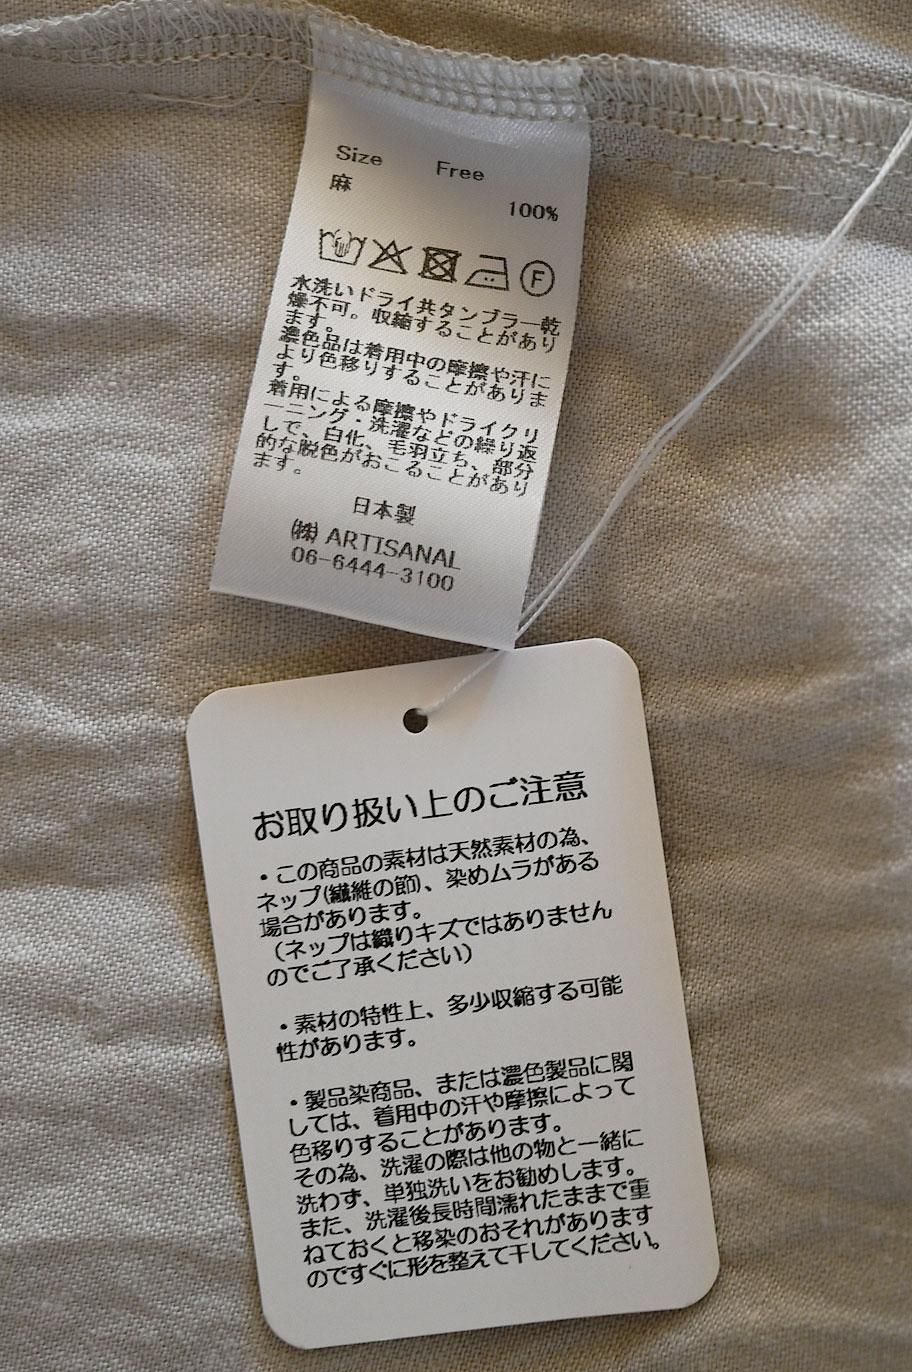 Size Free
麻
100%
F
水洗いドライ共タンブラー乾
燥不可。収縮することがあり
ます。
濃色品は着用中の摩擦や汗に
より色移りすることがありま
す。
着用による摩擦やドライクリ
ーニング・洗濯などの繰り返
しで、白化、毛羽立ち、部分
的な脱色がおこることがあり
ます。
日本製
㈱ ARTISANAL
06-6444-3100
お取り扱い上のご注意
・この商品の素材は天然素材の為、
ネップ(繊維の節)、染めムラがある
場合があります。
（ネップは織りキズではありません
のでご了承ください）
・素材の特性上、多少収縮する可能
性があります。
・製品染商品、または濃色製品に関
しては、着用中の汗や摩擦によって
色移りすることがあります。
その為、洗濯の際は他の物と一緒に
洗わず、単独洗いをお勧めします。
また、洗濯後長時間濡れたままで重
ねておくと移染のおそれがあります
のですぐに形を整えて干してください。